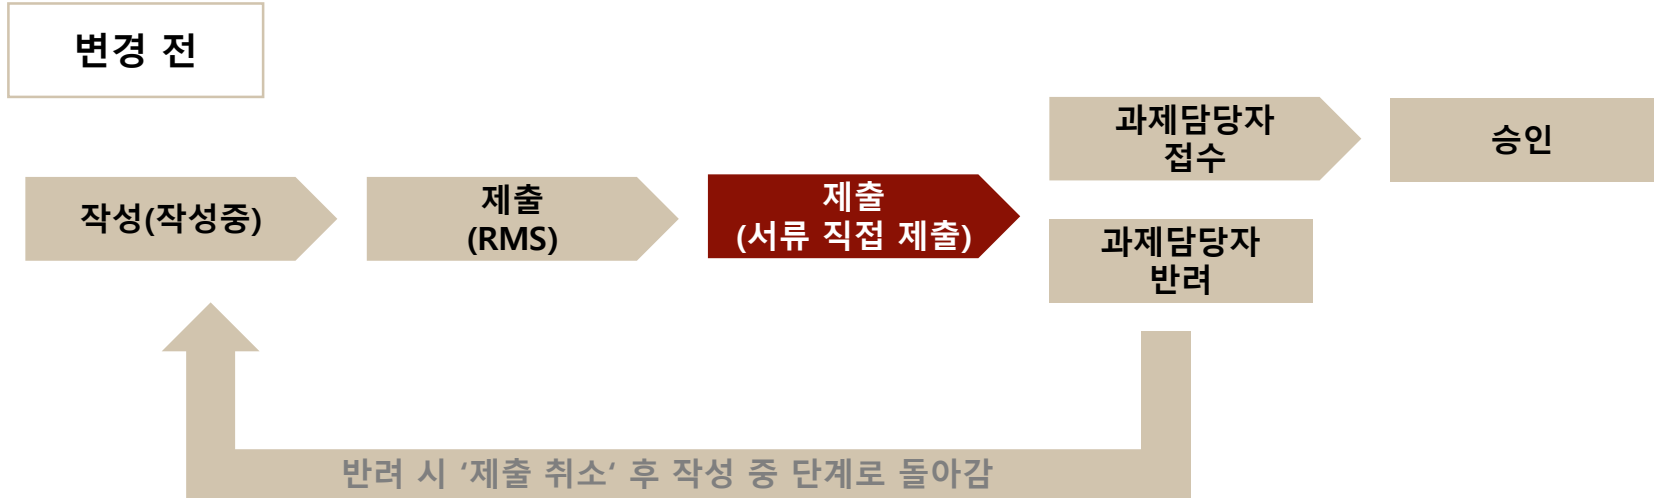 변경 전
작성(작성중)
제출
(RMS)
제출
(서류 직접 제출)
과제담당자
접수
승인
과제담당자
반려
반려 시 ‘제출 취소‘ 후 작성 중 단계로 돌아감